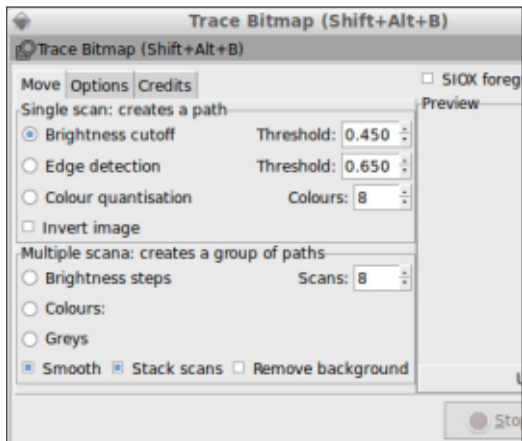 Trace Bitmap (Shift+Alt+B)
Trace Bitmap (Shift+Alt+B)
Move Options Credits
SIOX foreg
Single scan: creates a path
Preview
Brightness cutoff Threshold: 0.450
Edge detection Threshold: 0.650
Colour quantisation Colours: 8
Invert image
Multiple scana: creates a group of paths
Brightness steps Scans: 8
Colours:
Greys
Smooth Stack scans Remove background
U
Sto